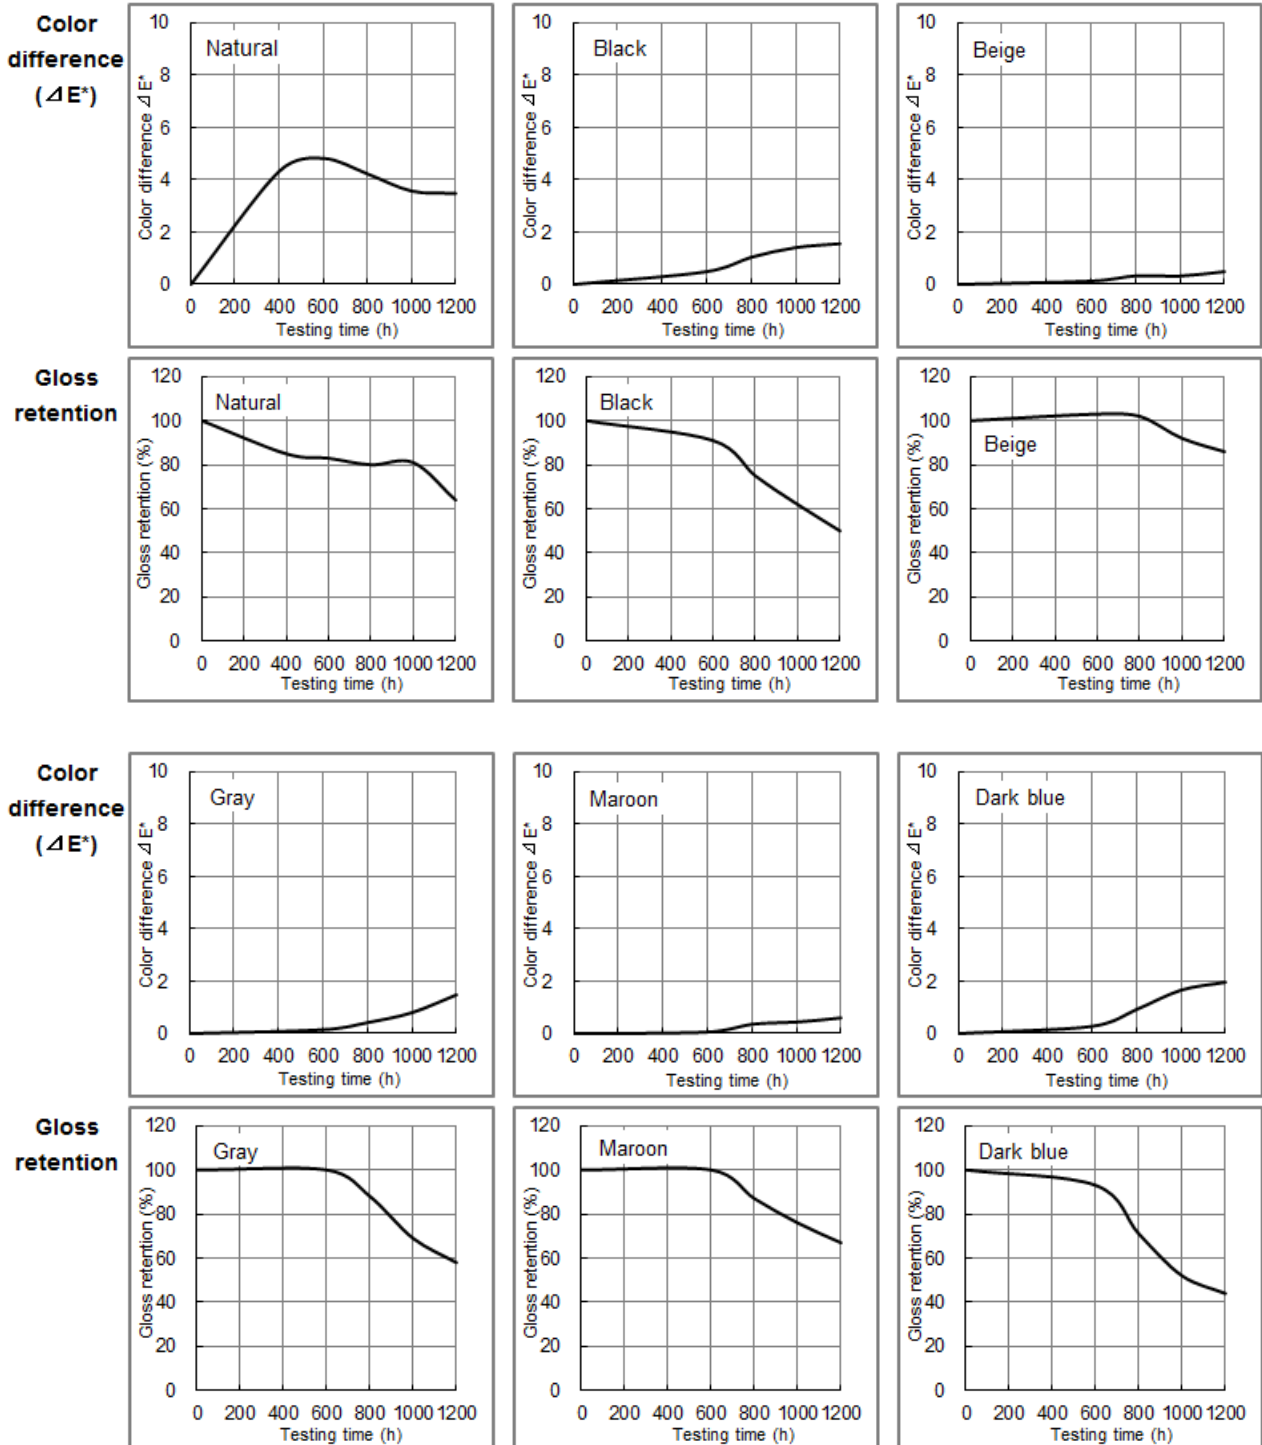 Color
difference
(⊿E*)
Natural
Color difference ⊿E*
10
8
6
4
2
0
0 200 400 600 800 1000 1200
Testing time (h)
Black
Color difference ⊿E*
10
8
6
4
2
0
0 200 400 600 800 1000 1200
Testing time (h)
Beige
Color difference ⊿E*
10
8
6
4
2
0
0 200 400 600 800 1000 1200
Testing time (h)
Gloss
retention
Natural
Gloss retention (%)
120
100
80
60
40
20
0
0 200 400 600 800 1000 1200
Testing time (h)
Black
Gloss retention (%)
120
100
80
60
40
20
0
0 200 400 600 800 1000 1200
Testing time (h)
Beige
Gloss retention (%)
120
100
80
60
40
20
0
0 200 400 600 800 1000 1200
Testing time (h)
Color
difference
(⊿E*)
Gray
Color difference ⊿E*
10
8
6
4
2
0
0 200 400 600 800 1000 1200
Testing time (h)
Maroon
Color difference ⊿E*
10
8
6
4
2
0
0 200 400 600 800 1000 1200
Testing time (h)
Dark blue
Color difference ⊿E*
10
8
6
4
2
0
0 200 400 600 800 1000 1200
Testing time (h)
Gloss
retention
Gray
Gloss retention (%)
120
100
80
60
40
20
0
0 200 400 600 800 1000 1200
Testing time (h)
Maroon
Gloss retention (%)
120
100
80
60
40
20
0
0 200 400 600 800 1000 1200
Testing time (h)
Dark blue
Gloss retention (%)
120
100
80
60
40
20
0
0 200 400 600 800 1000 1200
Testing time (h)